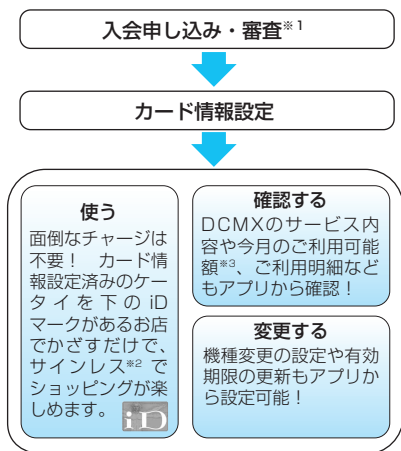 入会申し込み・審査※1
カード情報設定
使う
面倒なチャージは
不要！　カード情
報設定済みのケー
タイを下の iD
マークがあるお店
でかざすだけで、
サインレス※2 で
ショッピングが楽
しめます。
iD
確認する
DCMXのサービス内
容や今月のご利用可能
額※3、ご利用明細など
もアプリから確認！
変更する
機種変更の設定や有効
期限の更新もアプリか
ら設定可能！